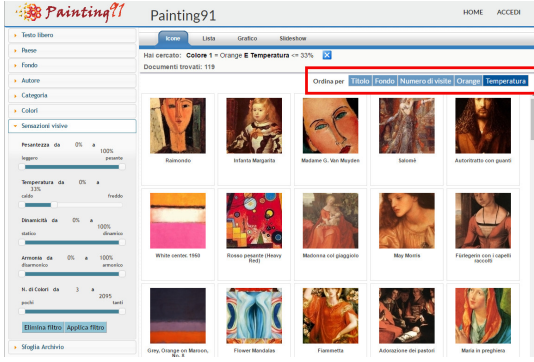 Painting91
Painting91
HOME ACCEDI
Testo libero
Paese
Fondo
Autore
Categoria
Colori
Sensazioni visive
Pesantezza da 0% a 100%
leggero pesante
Temperatura da 0% a 33%
caldo freddo
Dinamicità da 0% a 100%
statico dinamico
Armonia da 0% a 100%
disarmonico armonico
N. di Colori da 3 a 2095
pochi tanti
Elimina filtro Applica filtro
Sfoglia Archivio
Icone Lista Grafico Slideshow
Hai cercato: Colore 1 = Orange E Temperatura <= 33% X
Documenti trovati: 119
Ordina per Titolo Fondo Numero di visite Orange Temperatura
Raimondo
Infanta Margarita
Madame G. Van Muyden
Salomè
Autoritratto con guanti
White center, 1950
Rosso pesante (Heavy Red)
Madonna col giaggiolo
May Morris
Fürlegerin con i capelli raccolti
Grey, Orange on Maroon, No. 8
Flower Mandalas
Fiammetta
Adorazione dei pastori
Maria in preghiera